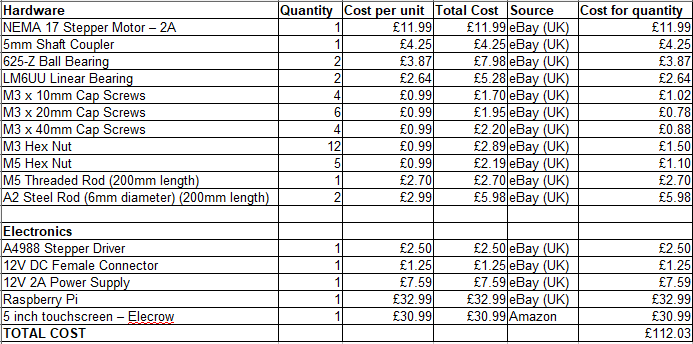 Hardware Quantity Cost per unit Total Cost Source Cost for quantity
NEMA 17 Stepper Motor – 2A 1 £11.99 £11.99 eBay (UK) £11.99
5mm Shaft Coupler 1 £4.25 £4.25 eBay (UK) £4.25
625-Z Ball Bearing 2 £3.87 £7.98 eBay (UK) £3.87
LM6UU Linear Bearing 2 £2.64 £5.28 eBay (UK) £2.64
M3 x 10mm Cap Screws 4 £0.99 £1.70 eBay (UK) £1.02
M3 x 20mm Cap Screws 6 £0.99 £1.95 eBay (UK) £0.78
M3 x 40mm Cap Screws 4 £0.99 £2.20 eBay (UK) £0.88
M3 Hex Nut 12 £0.99 £2.89 eBay (UK) £1.50
M5 Hex Nut 5 £0.99 £2.19 eBay (UK) £1.10
M5 Threaded Rod (200mm length) 1 £2.70 £2.70 eBay (UK) £2.70
A2 Steel Rod (6mm diameter) (200mm length) 2 £2.99 £5.98 eBay (UK) £5.98
Electronics
A4988 Stepper Driver 1 £2.50 £2.50 eBay (UK) £2.50
12V DC Female Connector 1 £1.25 £1.25 eBay (UK) £1.25
12V 2A Power Supply 1 £7.59 £7.59 eBay (UK) £7.59
Raspberry Pi 1 £32.99 £32.99 eBay (UK) £32.99
5 inch touchscreen – Elecrow 1 £30.99 £30.99 Amazon £30.99
TOTAL COST £112.03